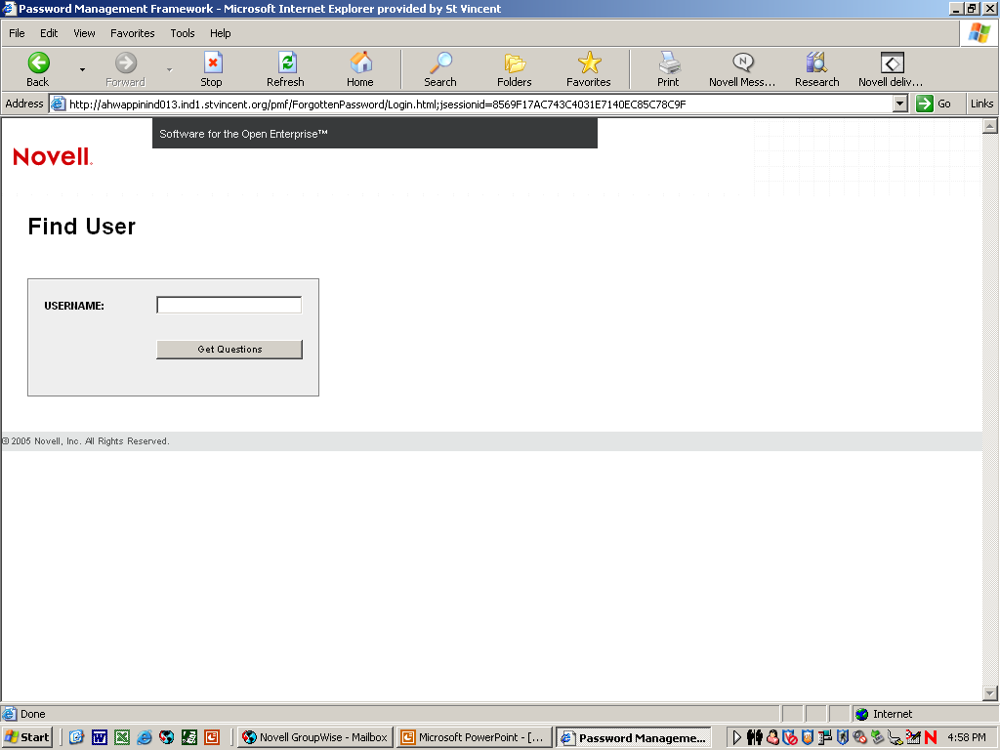 Password Management Framework - Microsoft Internet Explorer provided by St Vincent
File Edit View Favorites Tools Help
Back Forward Stop Refresh Home Search Folders Favorites Print Novell Mess... Research Novell deliv...
Address http://ahwappinind013.ind1.stvincent.org/pmf/ForgottenPassword/Login.html;jsessionid=8569F17AC743C4031E7140EC85C78C9F Go Links
Software for the Open Enterprise™
Novell.
Find User
USERNAME:
Get Questions
© 2005 Novell, Inc. All Rights Reserved.
Done Internet
Start Novell GroupWise - Mailbox Microsoft PowerPoint - [... Password Manageme... 4:58 PM